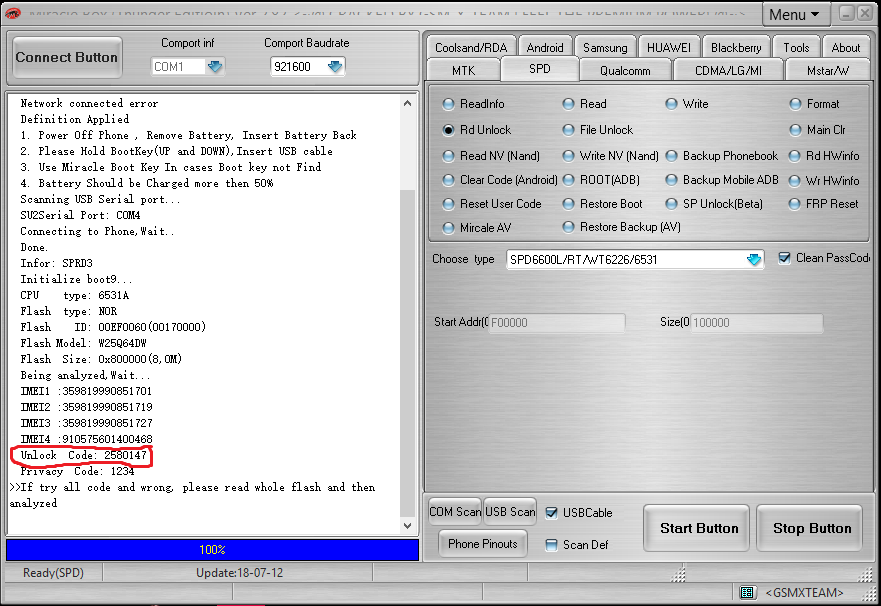 Menu
Connect Button
Comport inf
Comport Baudrate
COM1
921600
Network connected error
Definition Applied
1. Power Off Phone , Remove Battery, Insert Battery Back
2. Please Hold BootKey(UP and DOWN),Insert USB cable
3. Use Miracle Boot Key In cases Boot key not Find
4. Battery Should be Charged more then 50%
Scanning USB Serial port...
SU2Serial Port: COM4
Connecting to Phone,Wait..
Done.
Infor: SPRD3
Initialize boot9...
CPU type: 6531A
Flash type: NOR
Flash ID: 00EF0060(00170000)
Flash Model: W25Q64DW
Flash Size: 0x800000(8,0M)
Being analyzed,Wait...
IMEI1 :359819990851701
IMEI2 :359819990851719
IMEI3 :359819990851727
IMEI4 :910575601400468
Unlock Code: 2580147
Privacy Code: 1234
>>If try all code and wrong, please read whole flash and then
analyzed
100%
Coolsand/RDA Android Samsung HUAWEI Blackberry Tools About
MTK SPD Qualcomm CDMA/LG/MI Mstar/W
ReadInfo Read Write Format
Rd Unlock File Unlock Main Clr
Read NV (Nand) Write NV (Nand) Backup Phonebook Rd HWinfo
Clear Code (Android) ROOT(ADB) Backup Mobile ADB Wr HWinfo
Reset User Code Restore Boot SP Unlock(Beta) FRP Reset
Mircale AV Restore Backup (AV)
Choose type SPD6600L/RT/WT6226/6531 Clean PassCod
Start Addr(0 F00000 Size(0 100000
COM Scan USB Scan USBCable
Phone Pinouts Scan Def
Start Button
Stop Button
Ready(SPD) Update:18-07-12
<GSMXTEAM>